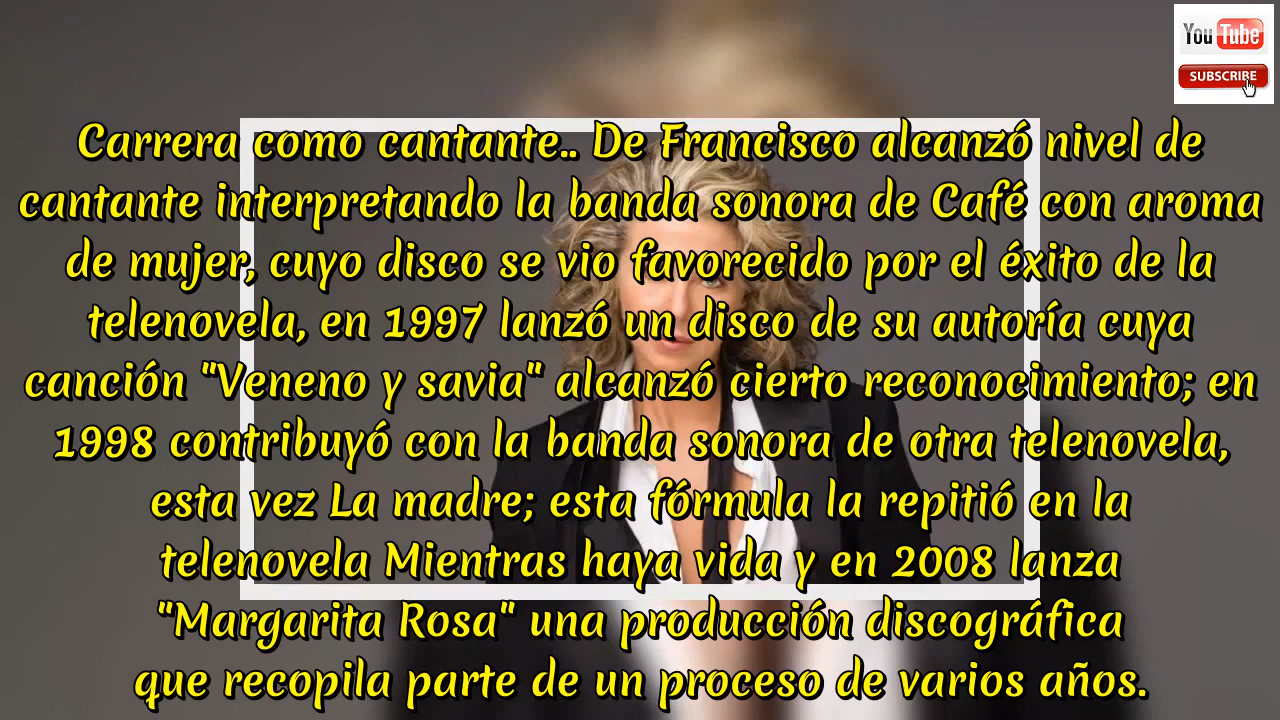 You Tube
SUBSCRIBE
Carrera como cantante.. De Francisco alcanzó nivel de
cantante interpretando la banda sonora de Café con aroma
de mujer, cuyo disco se vio favorecido por el éxito de la
telenovela, en 1997 lanzó un disco de su autoría cuya
canción "Veneno y savia" alcanzó cierto reconocimiento; en
1998 contribuyó con la banda sonora de otra telenovela,
esta vez La madre; esta fórmula la repitió en la
telenovela Mientras haya vida y en 2008 lanza
"Margarita Rosa" una producción discográfica
que recopila parte de un proceso de varios años.